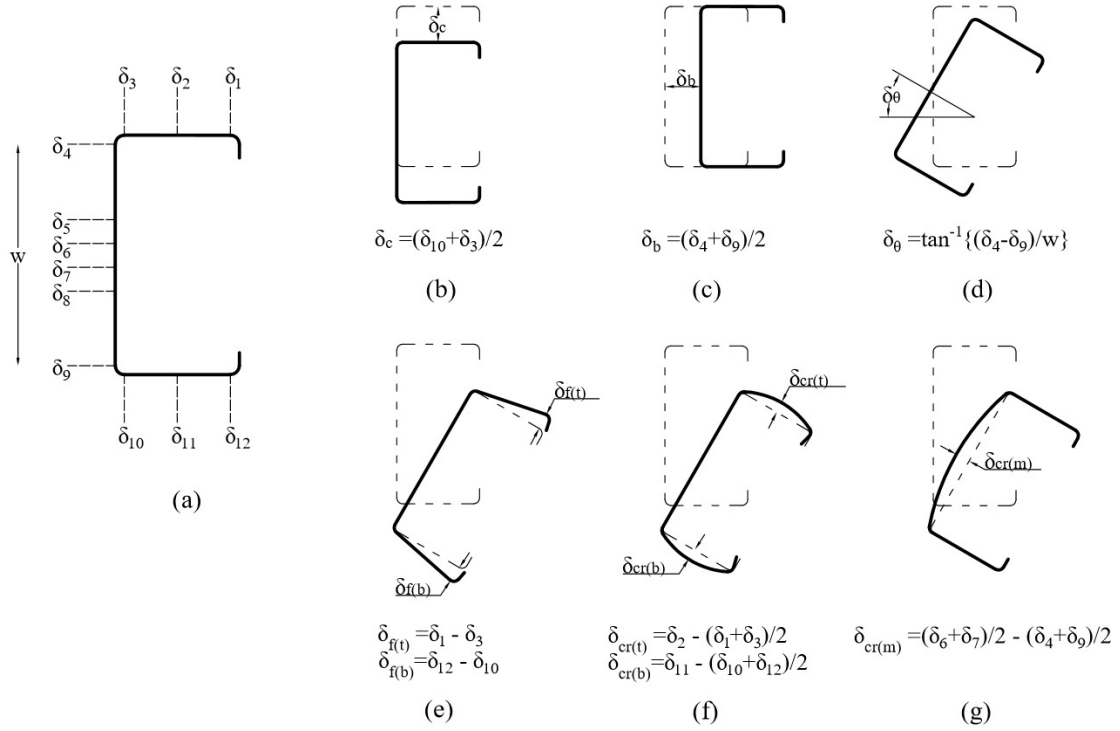 δ₃ δ₂ δ₁
δ₄
δ₅
W
δ₆
δ₇
δ₈
δ₉
δ₁₀ δ₁₁ δ₁₂
(a)
δc
δc =(δ₁₀+δ₃)/2
(b)
δb
δb =(δ₄+δ₉)/2
(c)
δθ
δθ =tan⁻¹{(δ₄-δ₉)/w}
(d)
δf(t)
δf(b)
δf(t) =δ₁ - δ₃
δf(b)=δ₁₂ - δ₁₀
(e)
δcr(t)
δcr(b)
δcr(t) =δ₂ - (δ₁+δ₃)/2
δcr(b)=δ₁₁ - (δ₁₀+δ₁₂)/2
(f)
δcr(m)
δcr(m) =(δ₆+δ₇)/2 - (δ₄+δ₉)/2
(g)